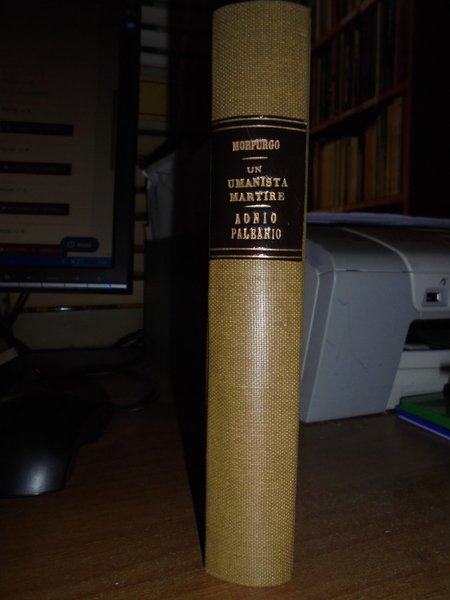 MORPURGO
UN
UMANISTA
MARTIRE
AONIO
PALEARIO